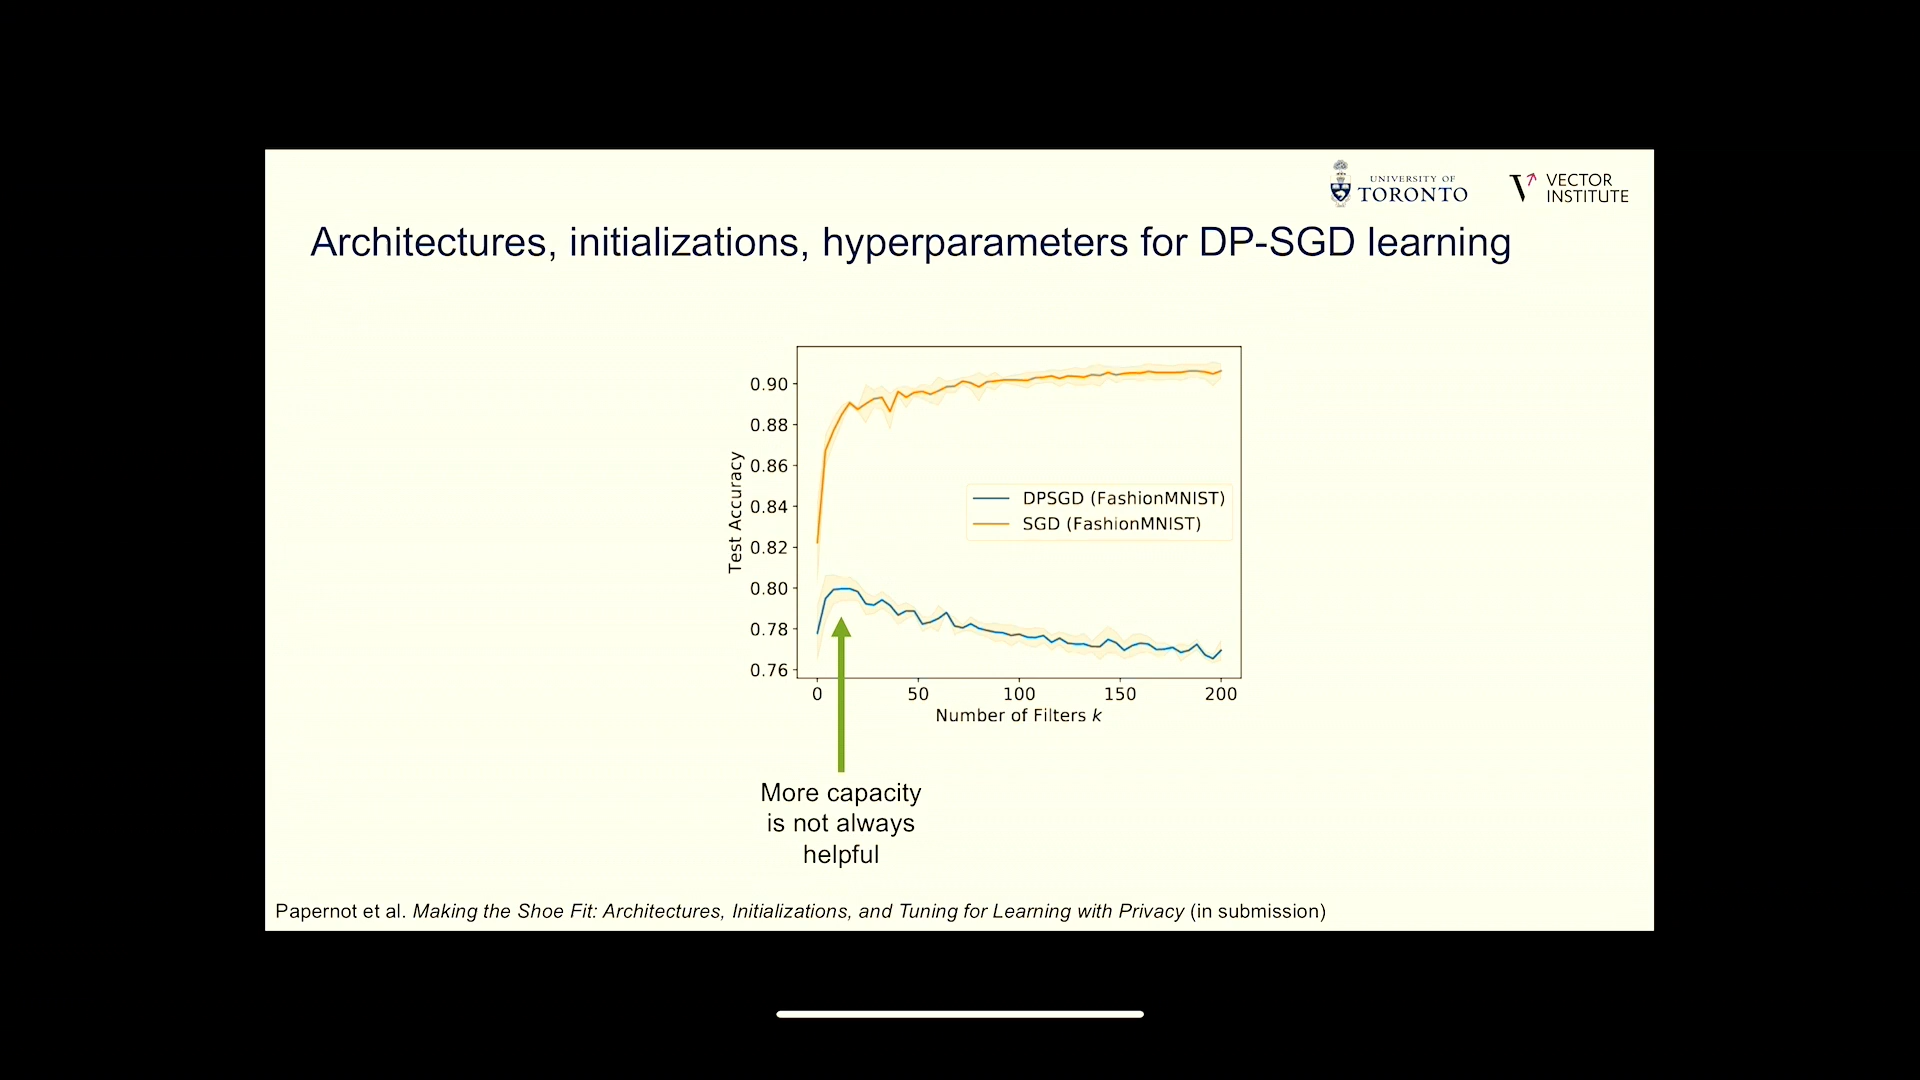 UNIVERSITY OF
TORONTO
VECTOR
INSTITUTE
Architectures, initializations, hyperparameters for DP-SGD learning
0.90
0.88
0.86
0.84
0.82
0.80
0.78
0.76
Test Accuracy
DPSGD (FashionMNIST)
SGD (FashionMNIST)
0 50 100 150 200
Number of Filters k
More capacity
is not always
helpful
Papernot et al. Making the Shoe Fit: Architectures, Initializations, and Tuning for Learning with Privacy (in submission)